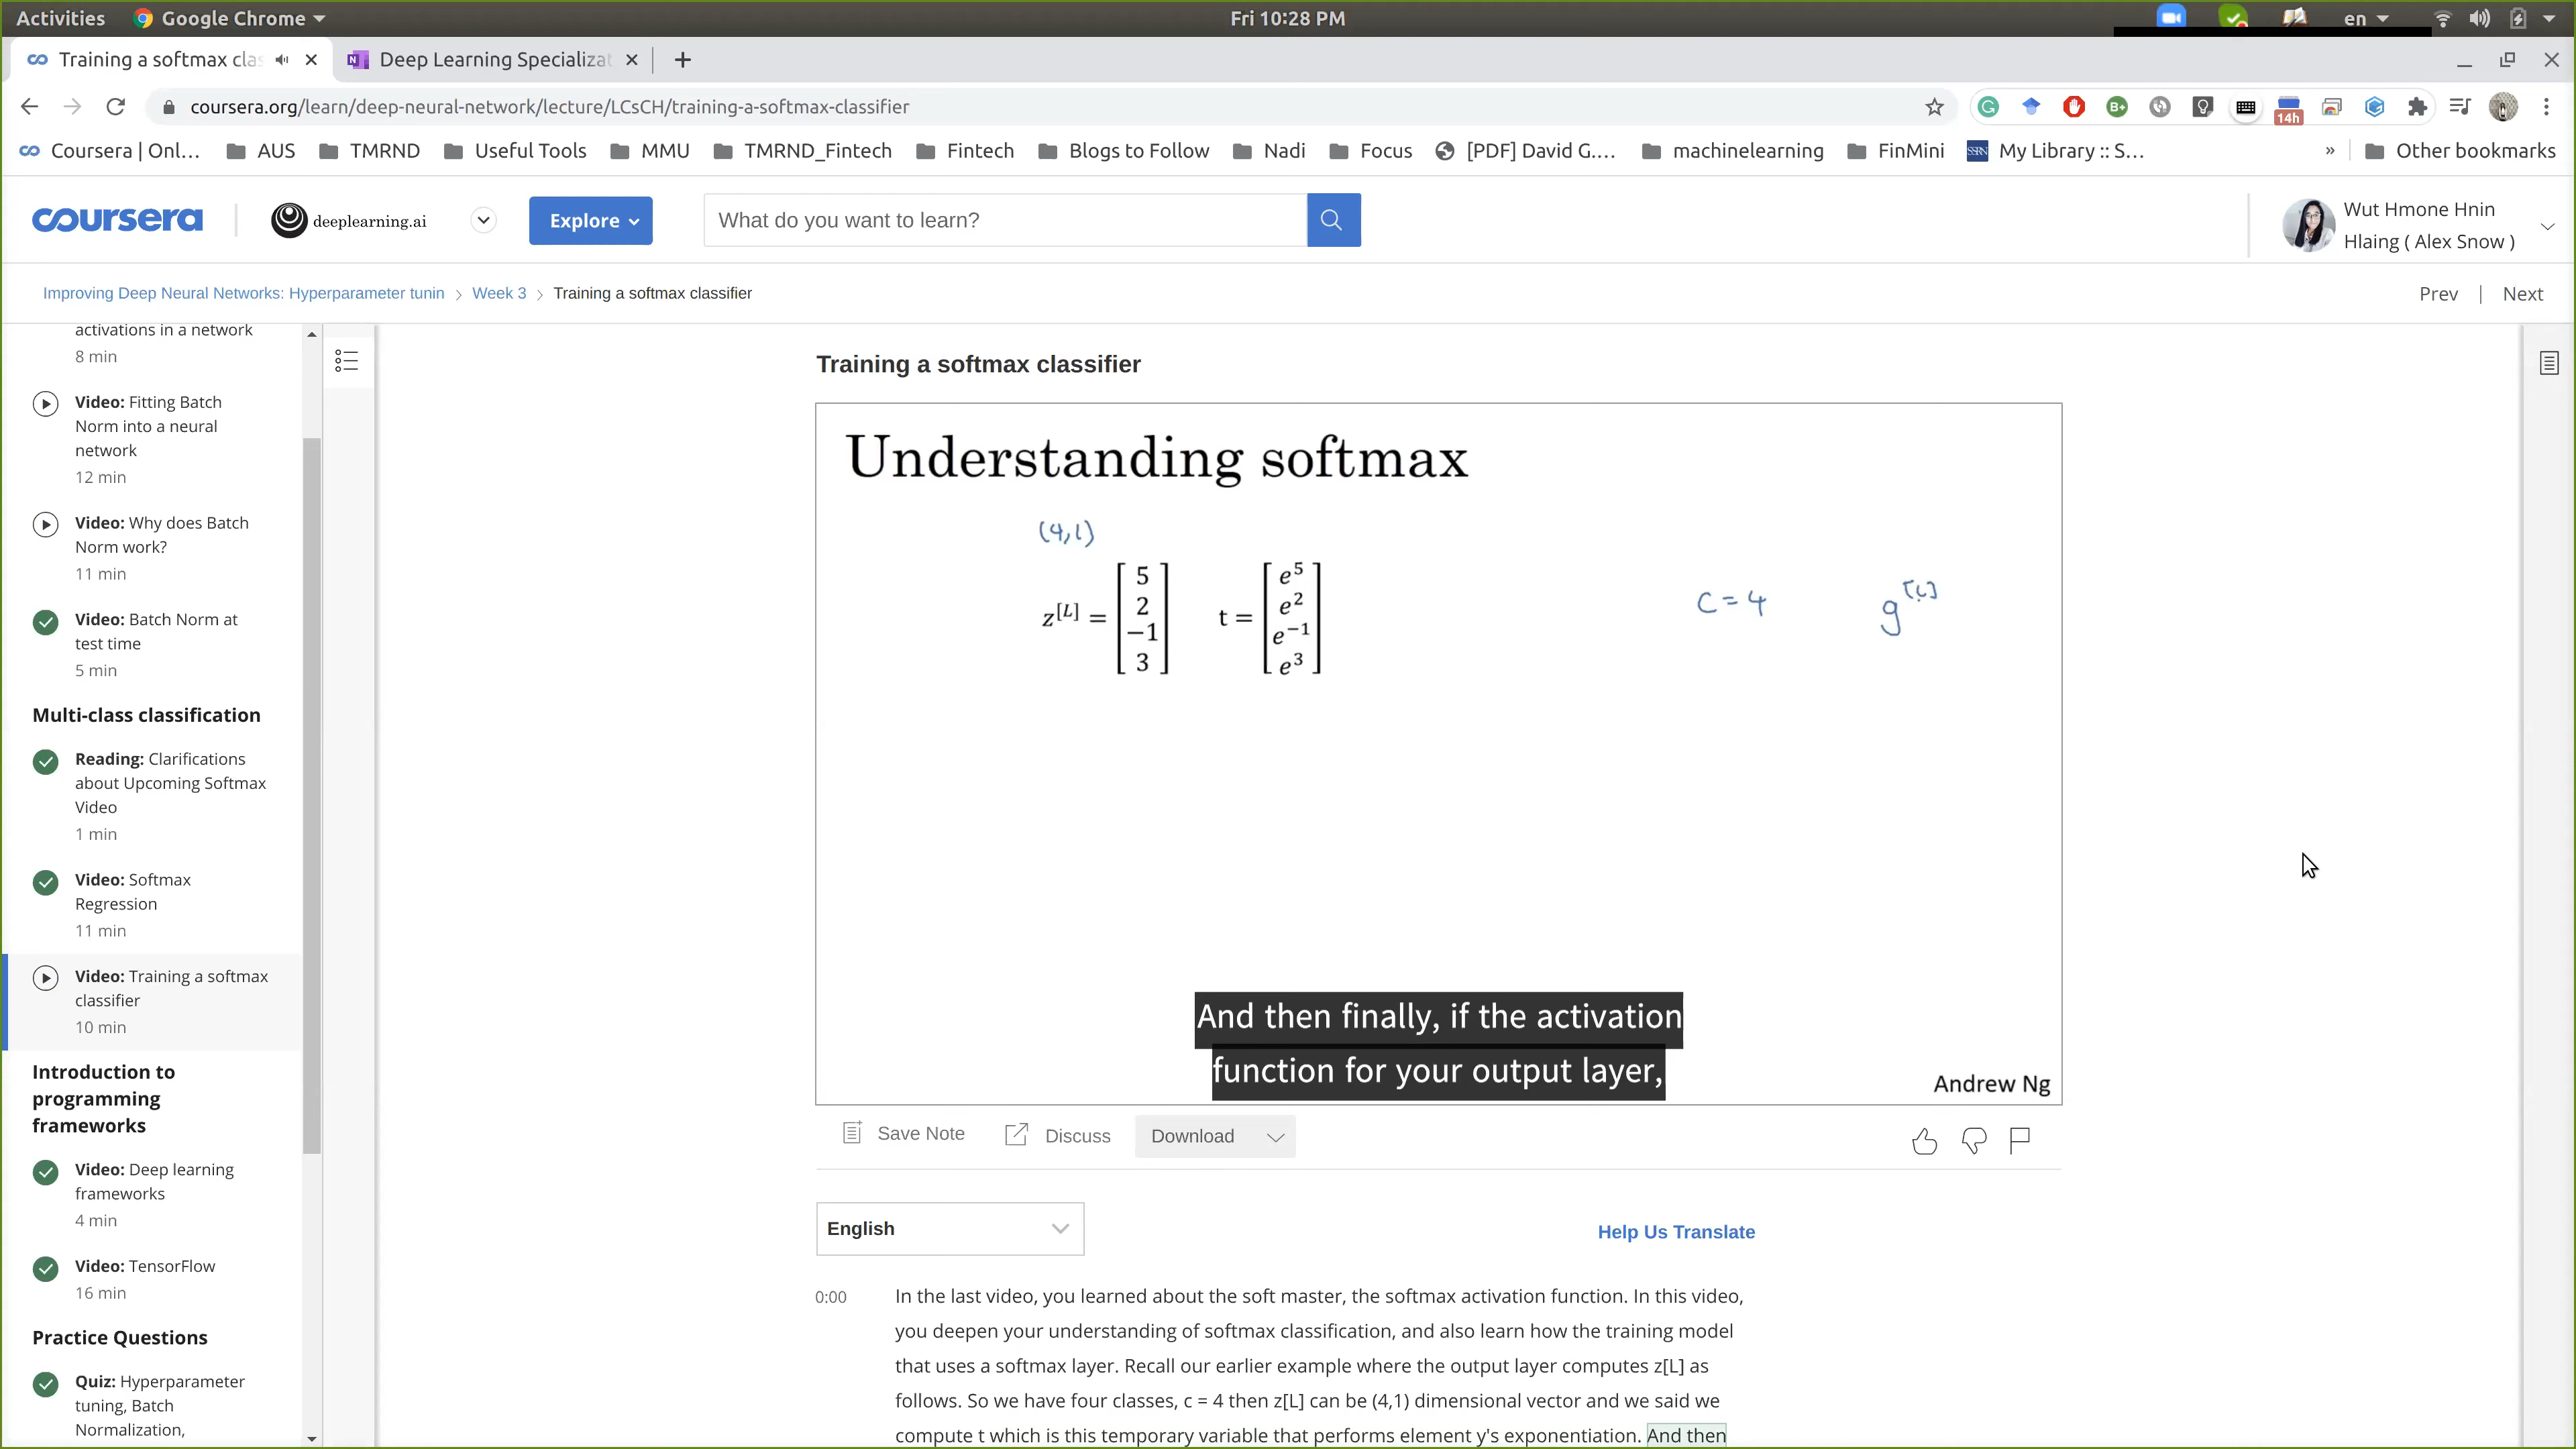 Activities Google Chrome Fri 10:28 PM en
Training a softmax clas
Deep Learning Specializat
coursera.org/learn/deep-neural-network/lecture/LCsCH/training-a-softmax-classifier
14h
Coursera | Onl... AUS TMRND Useful Tools MMU TMRND_Fintech Fintech Blogs to Follow Nadi Focus [PDF] David G.... machinelearning FinMini SSRN My Library :: S... » Other bookmarks
coursera deeplearning.ai Explore What do you want to learn?
Wut Hmone Hnin
Hlaing ( Alex Snow )
Improving Deep Neural Networks: Hyperparameter tunin > Week 3 > Training a softmax classifier
Prev | Next
activations in a network
8 min
Video: Fitting Batch
Norm into a neural
network
12 min
Video: Why does Batch
Norm work?
11 min
Video: Batch Norm at
test time
5 min
Multi-class classification
Reading: Clarifications
about Upcoming Softmax
Video
1 min
Video: Softmax
Regression
11 min
Video: Training a softmax
classifier
10 min
Introduction to
programming
frameworks
Video: Deep learning
frameworks
4 min
Video: TensorFlow
16 min
Practice Questions
Quiz: Hyperparameter
tuning, Batch
Normalization,
Training a softmax classifier
Understanding softmax
(4,1)
z^[L] = [5 2 −1 3] t = [e^5 e^2 e^−1 e^3]
C = 4 g^[L]
And then finally, if the activation
function for your output layer,
Andrew Ng
Save Note Discuss Download
English
Help Us Translate
0:00 In the last video, you learned about the soft master, the softmax activation function. In this video,
you deepen your understanding of softmax classification, and also learn how the training model
that uses a softmax layer. Recall our earlier example where the output layer computes z[L] as
follows. So we have four classes, c = 4 then z[L] can be (4,1) dimensional vector and we said we
compute t which is this temporary variable that performs element y's exponentiation. And then